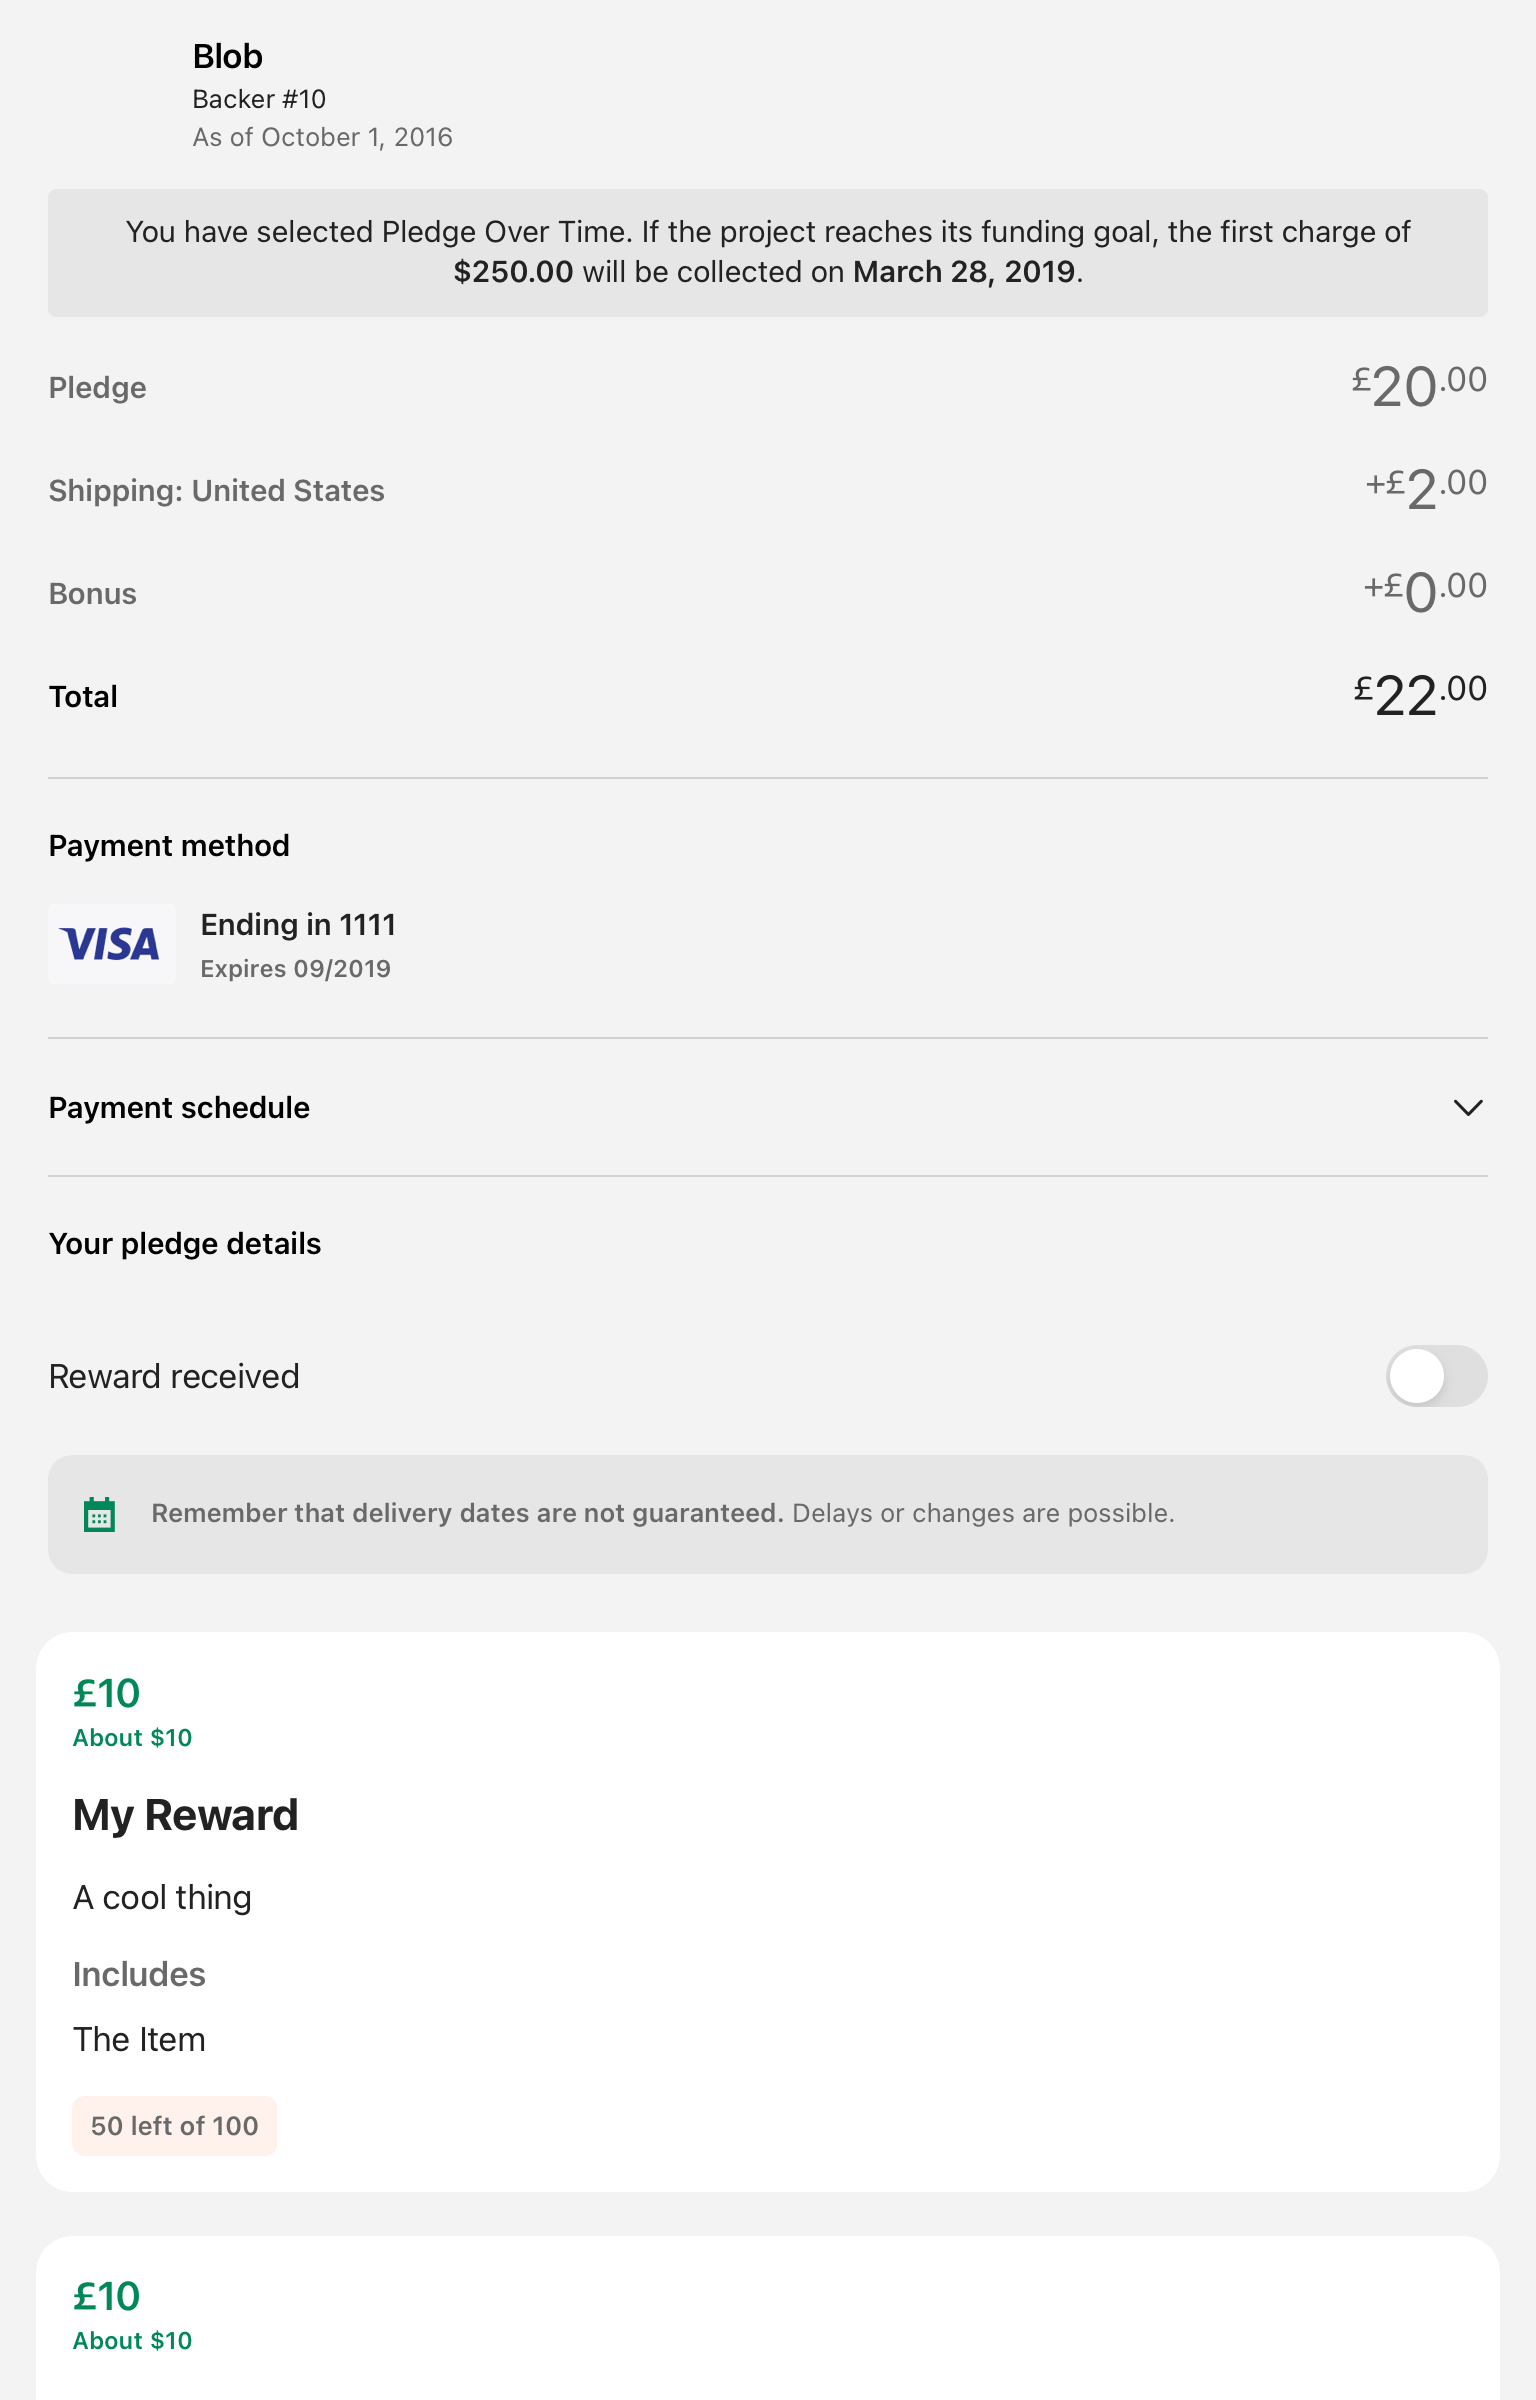 Blob
Backer #10
As of October 1, 2016
You have selected Pledge Over Time. If the project reaches its funding goal, the first charge of
$250.00 will be collected on March 28, 2019.
Pledge £20.00
Shipping: United States +£2.00
Bonus +£0.00
Total £22.00
Payment method
VISA
Ending in 1111
Expires 09/2019
Payment schedule
Your pledge details
Reward received
Remember that delivery dates are not guaranteed. Delays or changes are possible.
£10
About $10
My Reward
A cool thing
Includes
The Item
50 left of 100
£10
About $10